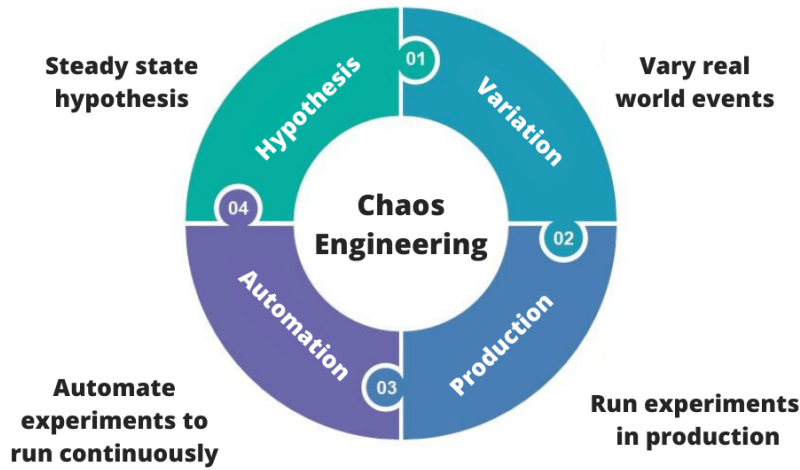 Steady state
hypothesis
Hypothesis
01
Variation
Vary real
world events
04
Chaos
Engineering
02
Automation
03
Production
Automate
experiments to
run continuously
Run experiments
in production